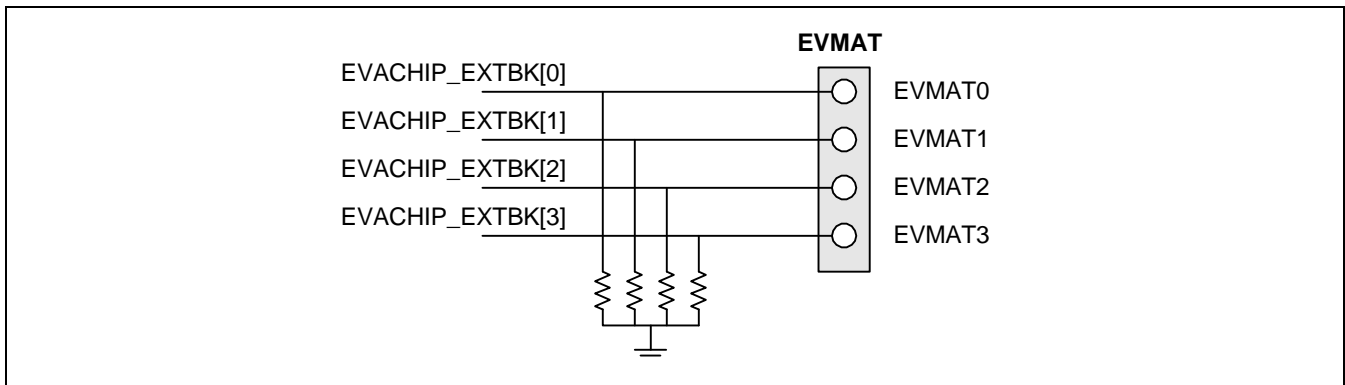 EVMAT
EVACHIP_EXTBK[0] EVMAT0
EVACHIP_EXTBK[1] EVMAT1
EVACHIP_EXTBK[2] EVMAT2
EVACHIP_EXTBK[3] EVMAT3